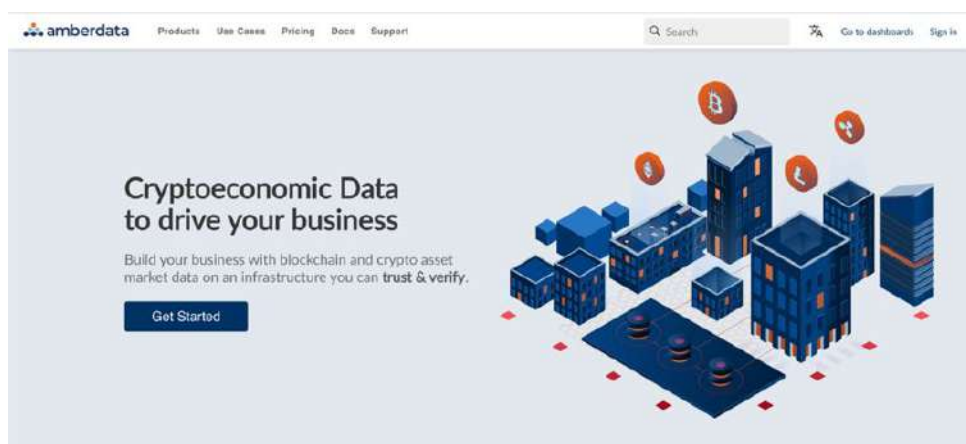 amberdata Products Use Cases Pricing Docs Support Search Go to dashboards Sign in
Cryptoeconomic Data
to drive your business
Build your business with blockchain and crypto asset
market data on an infrastructure you can trust & verify.
Get Started